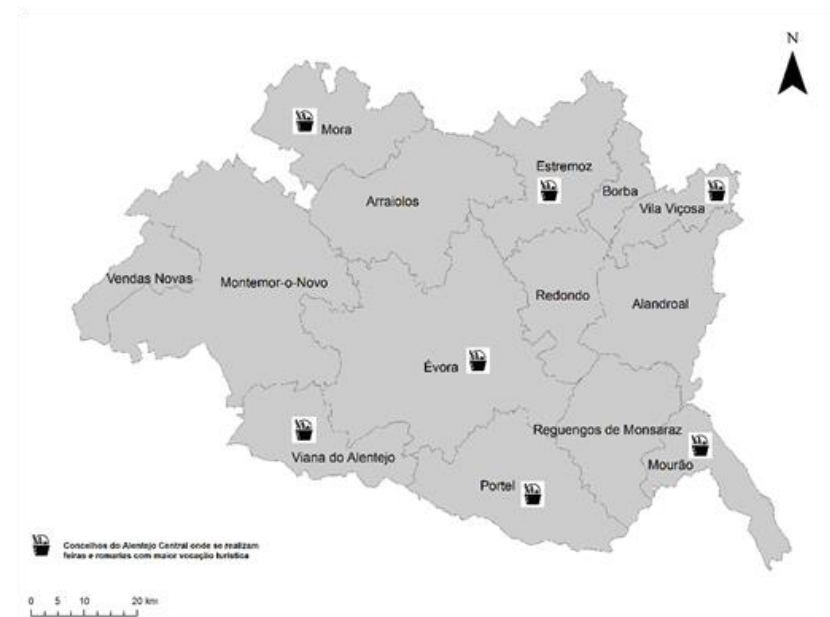 N
Mora
Estremoz
Borba
Arraiolos
Vila Viçosa
Vendas Novas
Montemor-o-Novo
Redondo
Alandroal
Évora
Reguengos de Monsaraz
Viana do Alentejo
Mourão
Portel
Concelhos do Alentejo Central onde se realizam
feiras e romarias com maior vocação turística
0 5 10 20 km